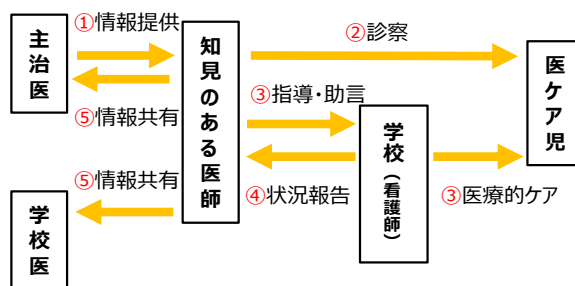 ①情報提供
②診察
主治医
知見のある医師
医ケア児
③指導・助言
⑤情報共有
学校（看護師）
⑤情報共有
④状況報告
③医療的ケア
学校医